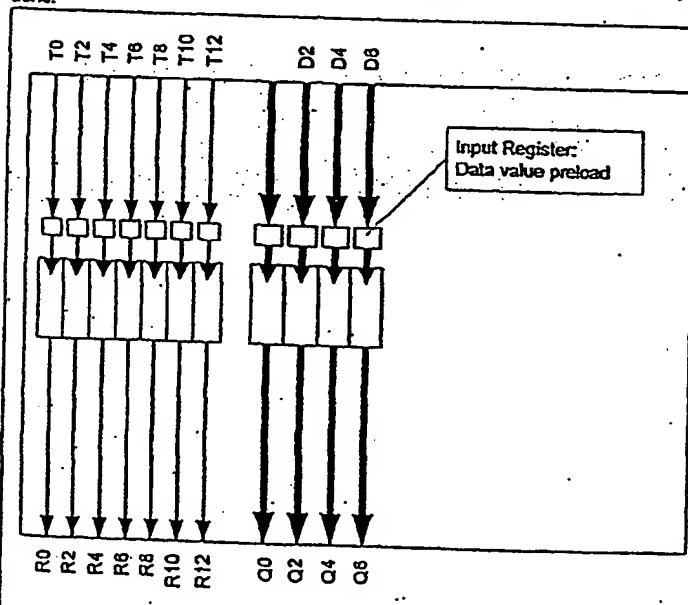 T0 T2 T4 T6 T8 T10 T12 D2 D4 D6
Input Register:
Data value preload
R0 R2 R4 R6 R8 R10 R12 Q0 Q2 Q4 Q6